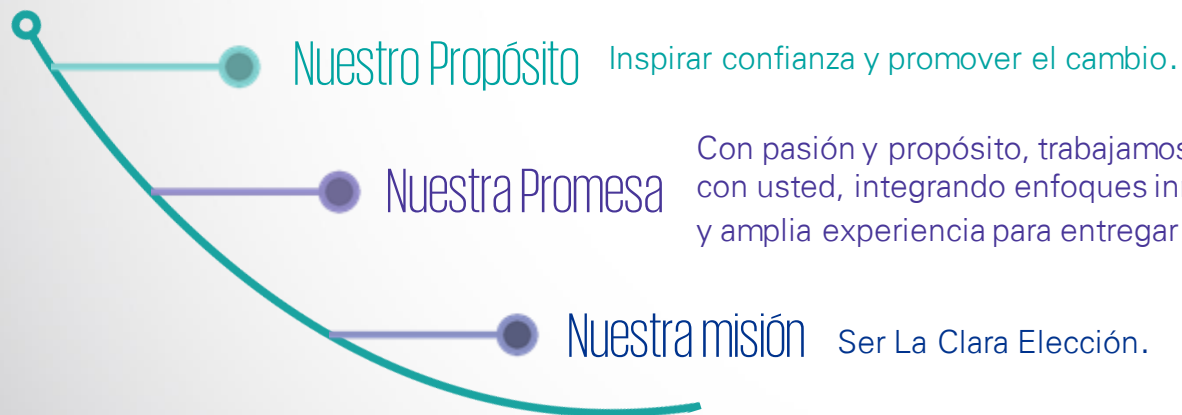 Nuestro Propósito Inspirar confianza y promover el cambio.
Nuestra Promesa
Con pasión y propósito, trabajamos
con usted, integrando enfoques
y amplia experiencia para entregar
Nuestra misión Ser La Clara Elección.